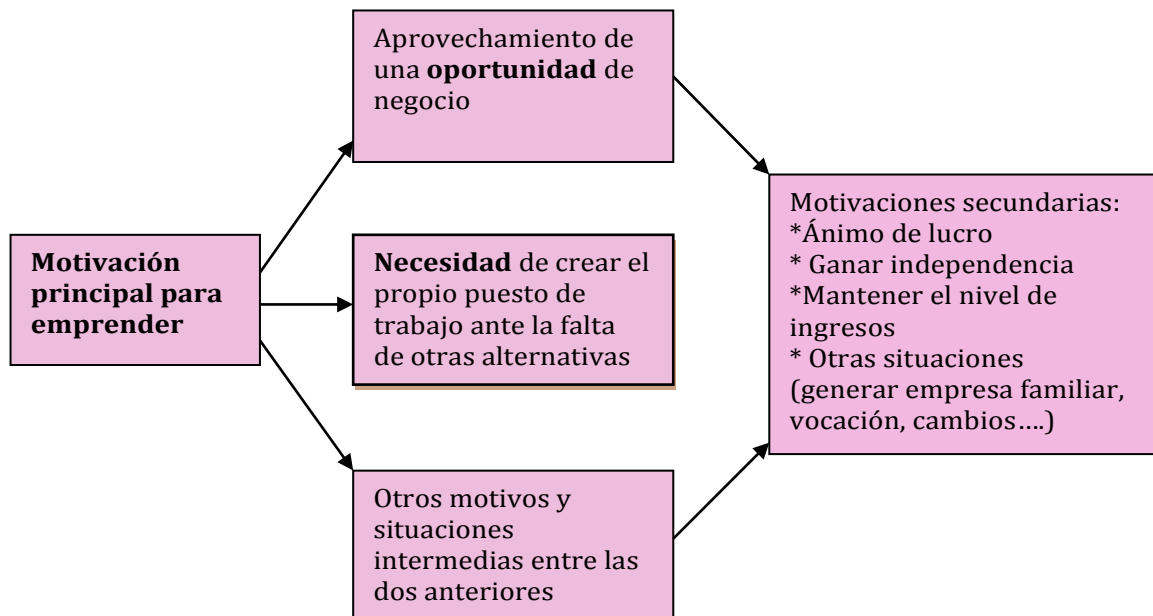 Aprovechamiento de
una oportunidad de
negocio
Motivación
principal para
emprender
Necesidad de crear el
propio puesto de
trabajo ante la falta
de otras alternativas
Otros motivos y
situaciones
intermedias entre las
dos anteriores
Motivaciones secundarias:
*Ánimo de lucro
* Ganar independencia
*Mantener el nivel de
ingresos
* Otras situaciones
(generar empresa familiar,
vocación, cambios….)